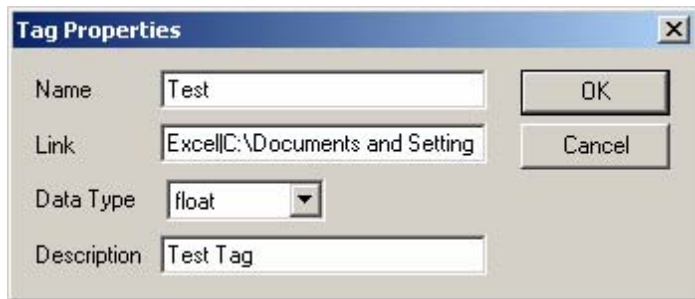 Tag Properties
Name Test OK
Link Excel|C:\Documents and Setting Cancel
Data Type float
Description Test Tag